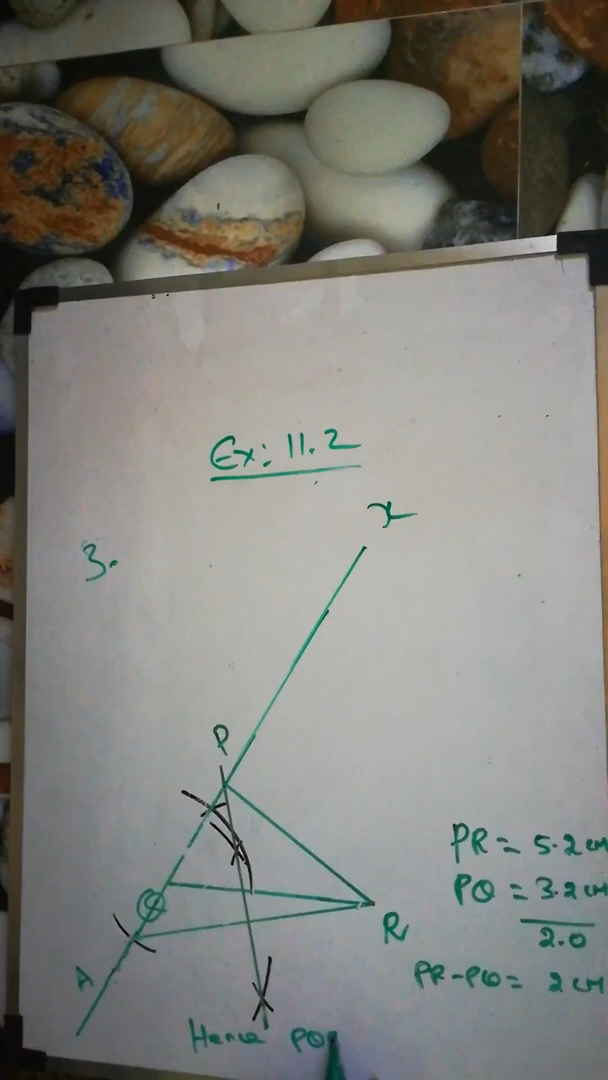 Ex: 11.2
3.
x
P
Q
R
A
PR = 5.2 cm
PQ = 3.2 cm
2.0
PR-PQ = 2 cm
Hence PQ